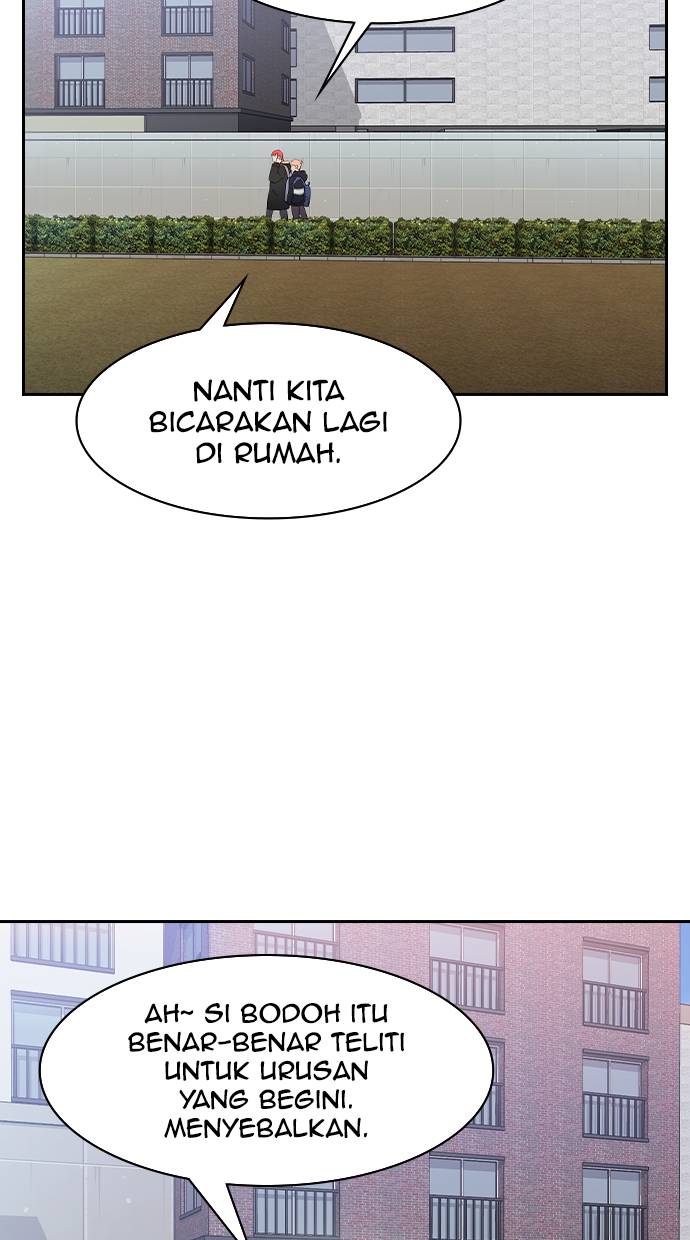 NANTI KITA
BICARAKAN LAGI
DI RUMAH.
AH~ SI BODOH ITU
BENAR-BENAR TELITI
UNTUK URUSAN
YANG BEGINI.
MENYEBALKAN.